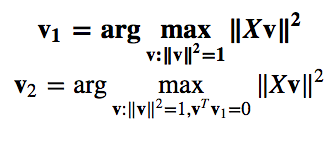 v₁ = arg max ‖Xv‖²
v:‖v‖²=1
v₂ = arg max ‖Xv‖²
v:‖v‖²=1,vᵀv₁=0